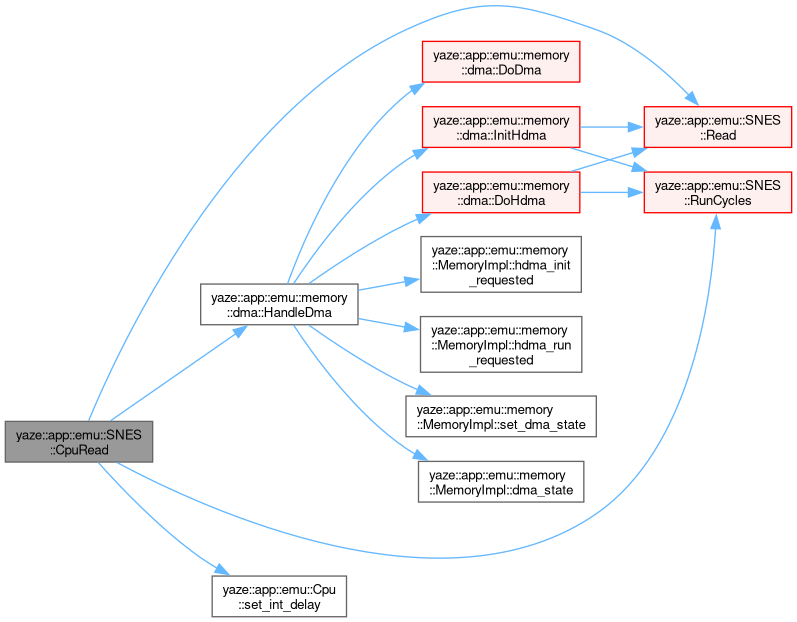 yaze::app::emu::memory
::dma::DoDma
yaze::app::emu::memory
::dma::InitHdma
yaze::app::emu::SNES
::Read
yaze::app::emu::memory
::dma::DoHdma
yaze::app::emu::SNES
::RunCycles
yaze::app::emu::memory
::MemoryImpl::hdma_init
_requested
yaze::app::emu::memory
::dma::HandleDma
yaze::app::emu::memory
::MemoryImpl::hdma_run
_requested
yaze::app::emu::memory
::MemoryImpl::set_dma_state
yaze::app::emu::SNES
::CpuRead
yaze::app::emu::memory
::MemoryImpl::dma_state
yaze::app::emu::Cpu
::set_int_delay